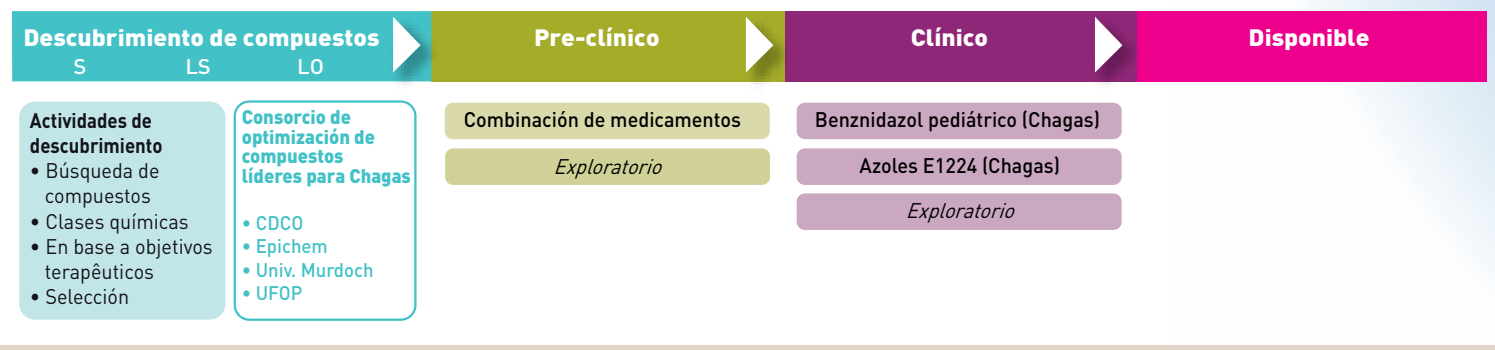 Descubrimiento de compuestos
S LS LO
Pre-clínico
Clínico
Disponible
Actividades de
descubrimiento
• Búsqueda de
compuestos
• Clases químicas
• En base a objetivos
terapêuticos
• Selección
Consorcio de
optimización de
compuestos
líderes para Chagas
• CDCO
• Epichem
• Univ. Murdoch
• UFOP
Combinación de medicamentos
Exploratorio
Benznidazol pediátrico (Chagas)
Azoles E1224 (Chagas)
Exploratorio